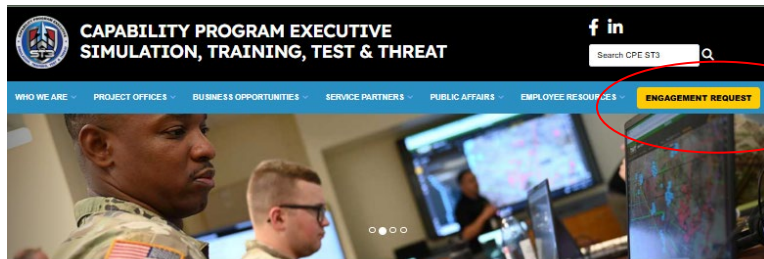 CAPABILITY PROGRAM EXECUTIVE
SIMULATION, TRAINING, TEST & THREAT
f in
Search CPE ST3
WHO WE ARE PROJECT OFFICES BUSINESS OPPORTUNITIES SERVICE PARTNERS PUBLIC AFFAIRS EMPLOYEE RESOURCES ENGAGEMENT REQUEST